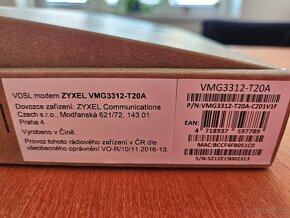 VDSL modem ZYXEL VMG3312-T20A
Dovozce zařízení: ZYXEL Communications
Czech s.r.o., Modřanská 621/72, 143 01
Praha 4
Vyrobeno v Číně.
Provoz tohoto rádiového zařízení v ČR dle
všeobecného oprávnění VO-R/10/11.2016-13.
VMG3312-T20A
P/N:VMG3312-T20A-CZ01V1F
EAN:
4 718937 597789
MAC:BCCF4FB051C0
S/N:S212E19002313